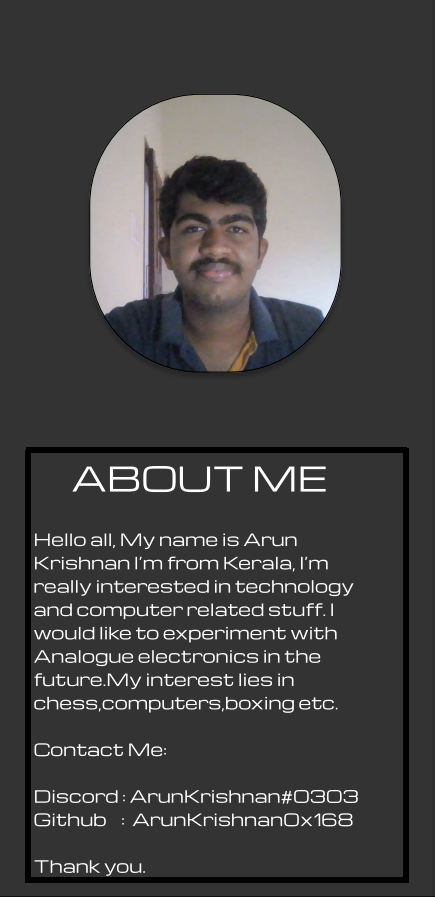 ABOUT ME
Hello all, My name is Arun
Krishnan I'm from Kerala, I'm
really interested in technology
and computer related stuff. I
would like to experiment with
Analogue electronics in the
future.My interest lies in
chess,computers,boxing etc.
Contact Me:
Discord : ArunKrishnan#0303
Github : ArunKrishnan0x168
Thank you.